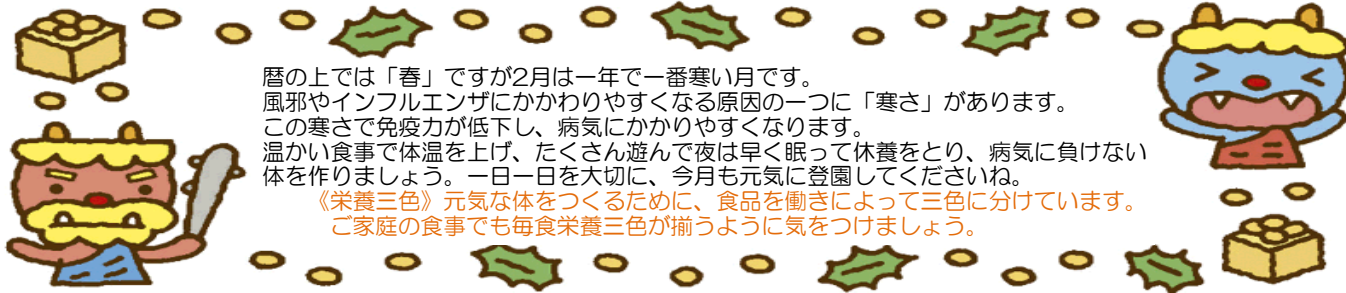 暦の上では「春」ですが2月は一年で一番寒い月です。
風邪やインフルエンザにかかわりやすくなる原因の一つに「寒さ」があります。
この寒さで免疫力が低下し、病気にかかりやすくなります。
温かい食事で体温を上げ、たくさん遊んで夜は早く眠って休養をとり、病気に負けない
体を作りましょう。一日一日を大切に、今月も元気に登園してくださいね。
《栄養三色》元気な体をつくるために、食品を働きによって三色に分けています。
ご家庭の食事でも毎食栄養三色が揃うように気をつけましょう。